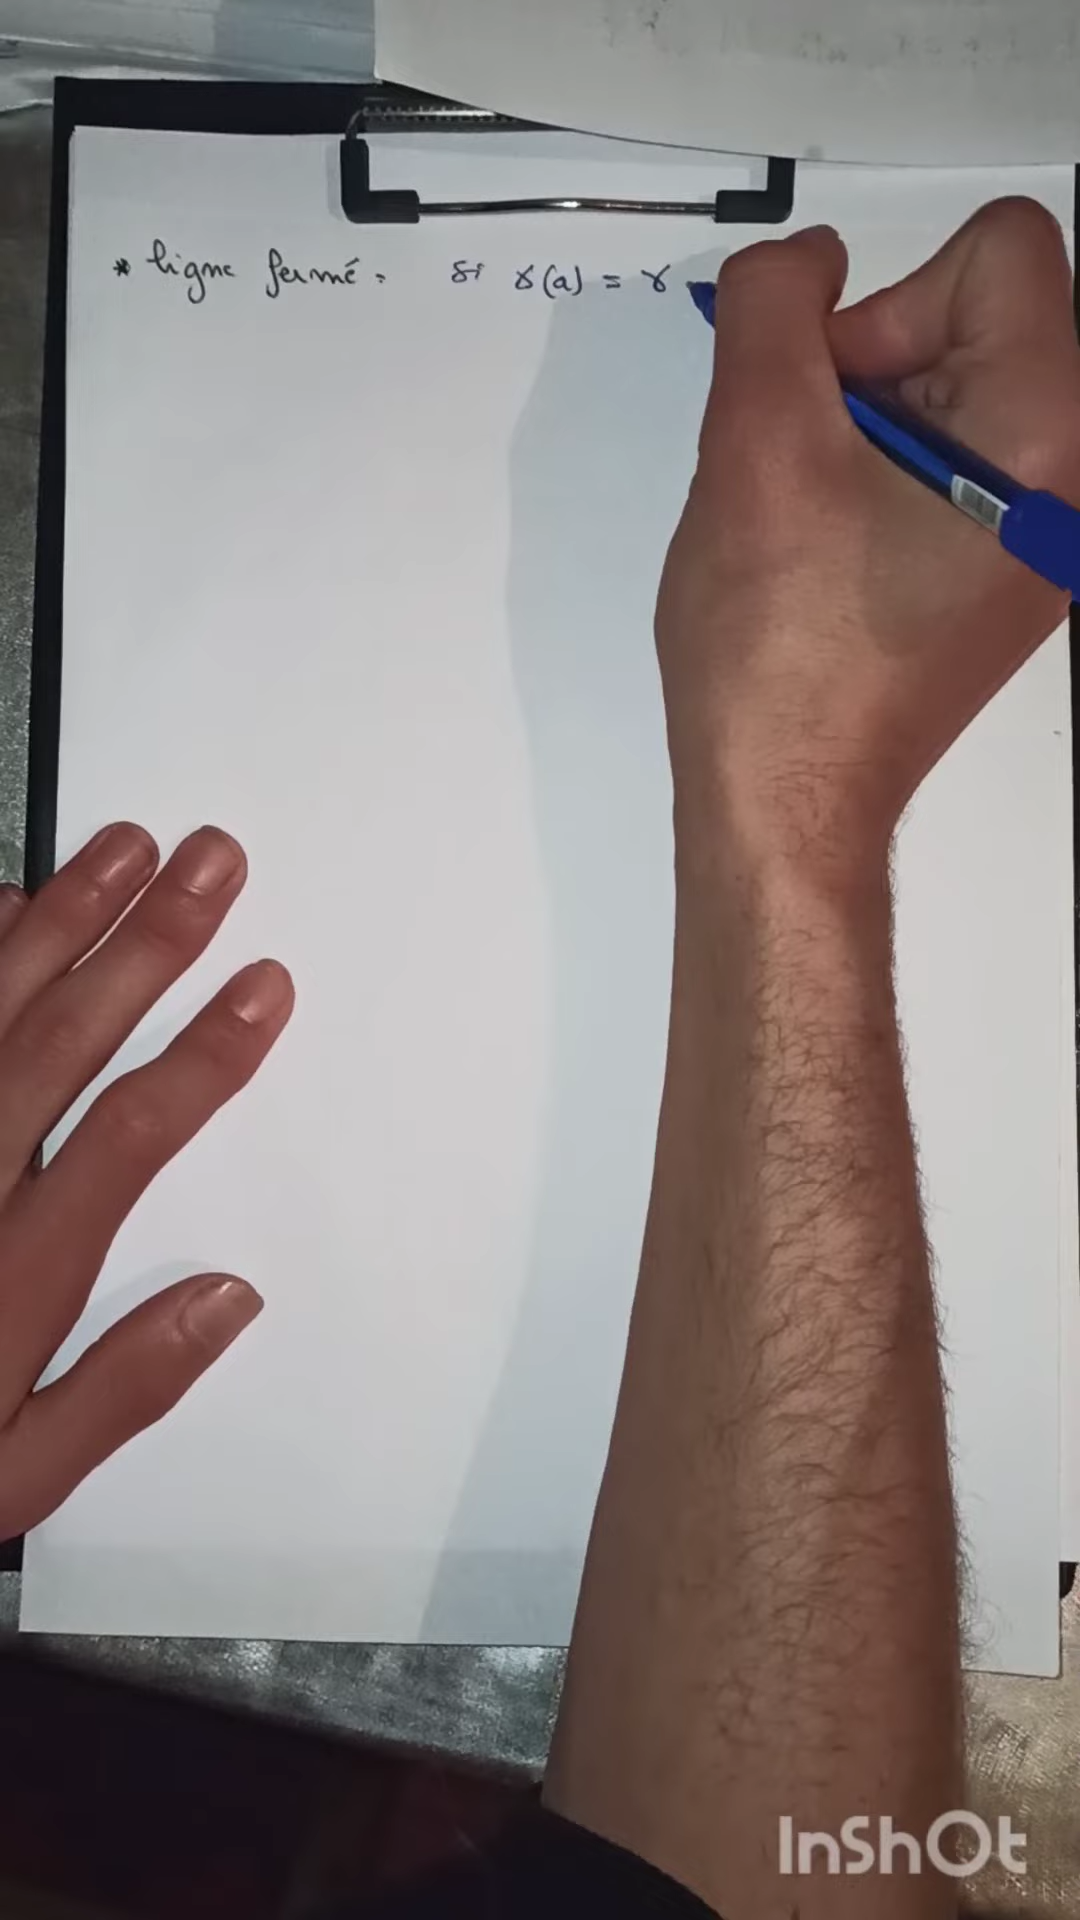 * ligne fermé : si γ(a) = γ
InShOt